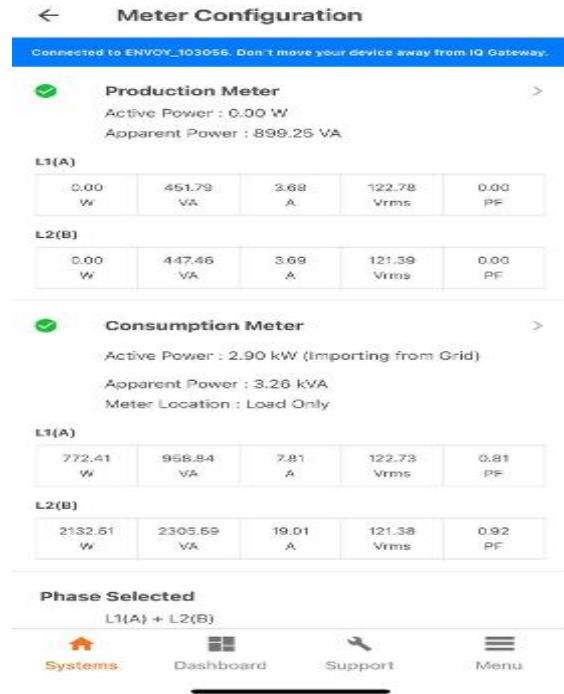 Meter Configuration
Connected to ENVOY_103056. Don't move your device away from IQ Gateway.
Production Meter
Active Power : 0.00 W
Apparent Power : 899.25 VA
L1(A)
0.00 451.79 3.68 122.78 0.00
W VA A Vrms PF
L2(B)
0.00 447.46 3.69 121.39 0.00
W VA A Vrms PF
Consumption Meter
Active Power : 2.90 kW (Importing from Grid)
Apparent Power : 3.26 kVA
Meter Location : Load Only
L1(A)
772.41 958.84 7.81 122.73 0.81
W VA A Vrms PF
L2(B)
2132.51 2305.59 19.01 121.38 0.92
W VA A Vrms PF
Phase Selected
L1(A) + L2(B)
Systems Dashboard Support Menu